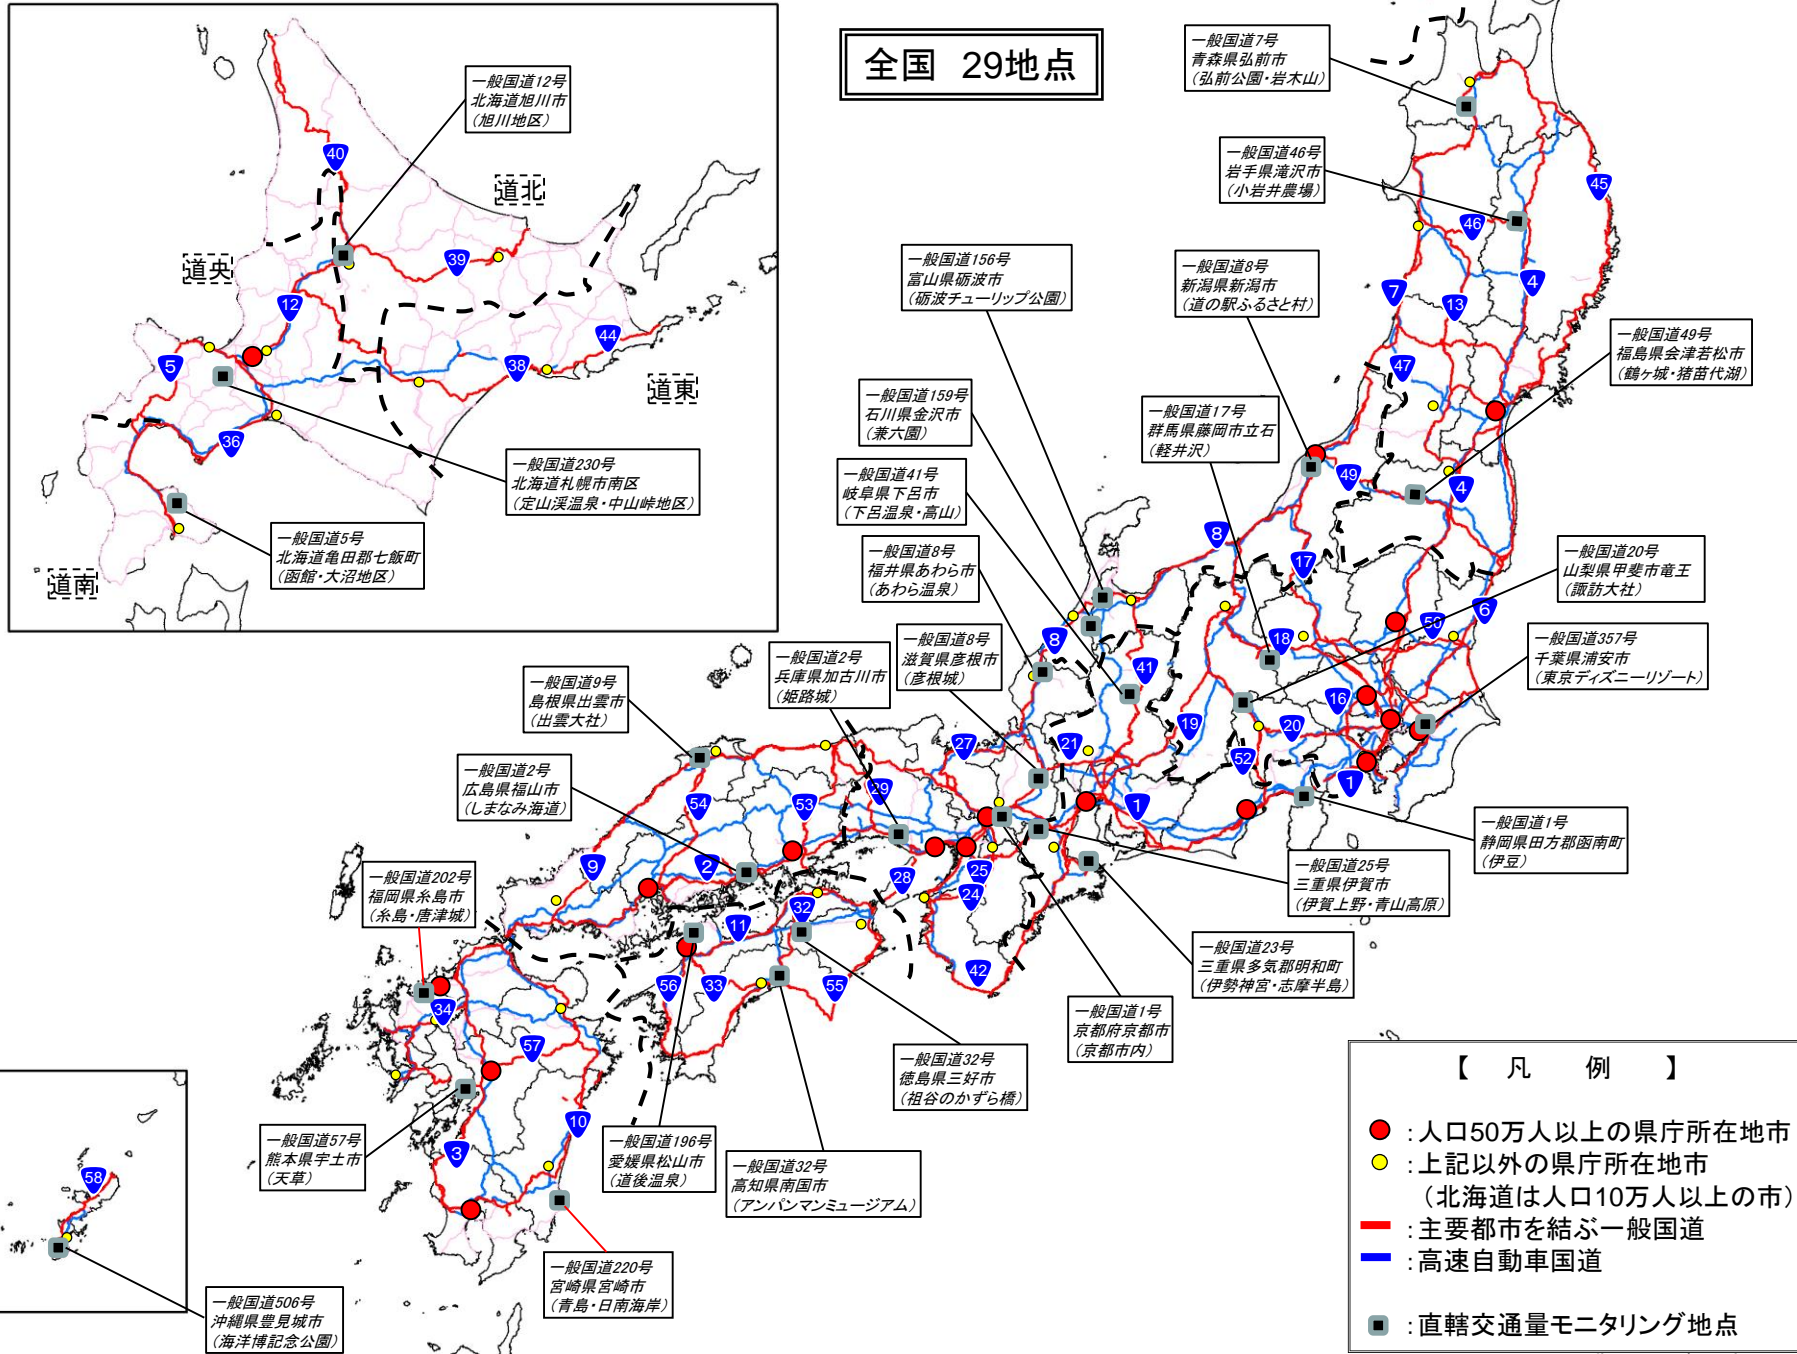 全国 29地点
一般国道12号
北海道旭川市
(旭川地区)
道北
道央
道東
道南
40
39
12
5
36
38
44
一般国道230号
北海道札幌市南区
(定山渓温泉・中山峠地区)
一般国道5号
北海道亀田郡七飯町
(函館・大沼地区)
一般国道7号
青森県弘前市
(弘前公園・岩木山)
一般国道46号
岩手県滝沢市
(小岩井農場)
一般国道156号
富山県砺波市
(砺波チューリップ公園)
一般国道8号
新潟県新潟市
(道の駅ふるさと村)
一般国道49号
福島県会津若松市
(鶴ヶ城・猪苗代湖)
一般国道159号
石川県金沢市
(兼六園)
一般国道17号
群馬県藤岡市立石
(軽井沢)
一般国道41号
岐阜県下呂市
(下呂温泉・高山)
一般国道8号
福井県あわら市
(あわら温泉)
一般国道20号
山梨県甲斐市竜王
(諏訪大社)
一般国道8号
滋賀県彦根市
(彦根城)
一般国道357号
千葉県浦安市
(東京ディズニーリゾート)
一般国道2号
兵庫県加古川市
(姫路城)
一般国道9号
島根県出雲市
(出雲大社)
一般国道2号
広島県福山市
(しまなみ海道)
一般国道1号
静岡県田方郡函南町
(伊豆)
一般国道25号
三重県伊賀市
(伊賀上野・青山高原)
一般国道202号
福岡県糸島市
(糸島・唐津城)
一般国道23号
三重県多気郡明和町
(伊勢神宮・志摩半島)
一般国道1号
京都府京都市
(京都市内)
一般国道32号
徳島県三好市
(祖谷のかずら橋)
一般国道57号
熊本県宇土市
(天草)
一般国道196号
愛媛県松山市
(道後温泉)
一般国道32号
高知県南国市
(アンパンマンミュージアム)
一般国道220号
宮崎県宮崎市
(青島・日南海岸)
一般国道506号
沖縄県豊見城市
(海洋博記念公園)
45
46
4
7
13
47
49
4
8
17
6
50
18
8
41
16
19
20
52
21
27
1
1
29
53
54
9
2
28
25
24
42
32
11
33
56
55
34
57
10
3
58
【 凡 例 】
:人口50万人以上の県庁所在地市
:上記以外の県庁所在地市
(北海道は人口10万人以上の市)
:主要都市を結ぶ一般国道
:高速自動車国道
:直轄交通量モニタリング地点